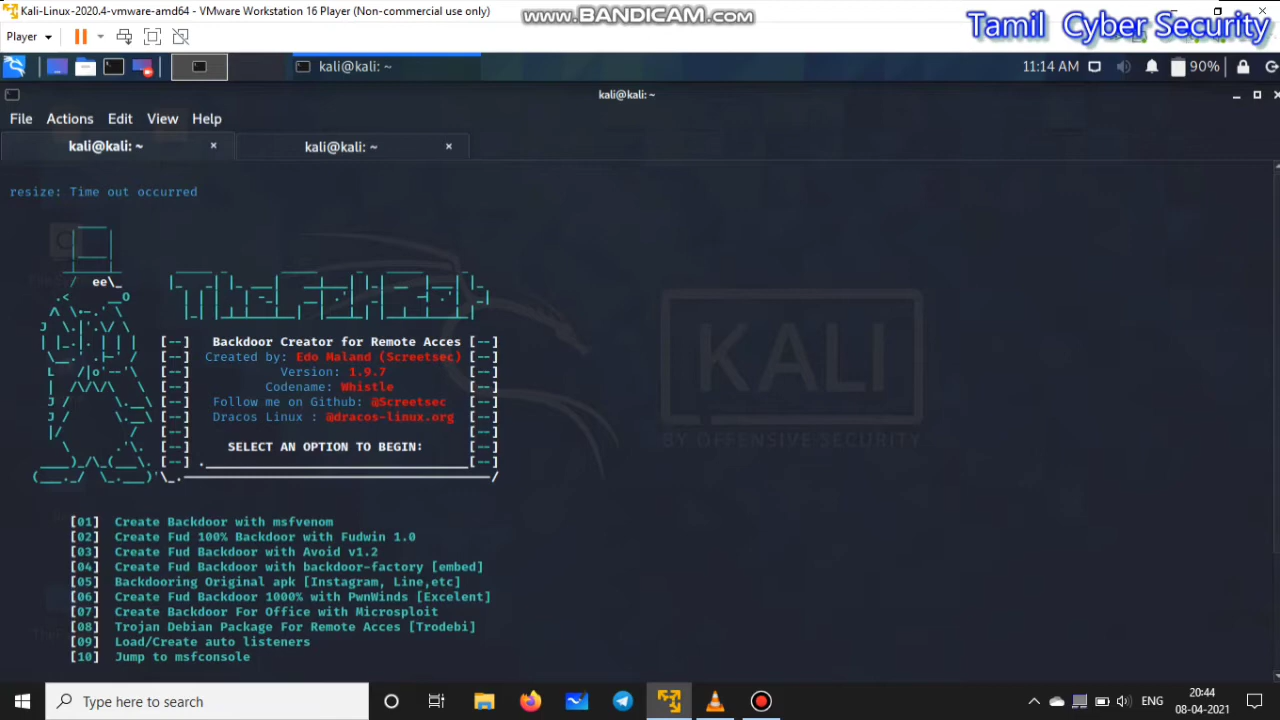 Kali-Linux-2020.4-vmware-amd64 - VMware Workstation 16 Player (Non-commercial use only)
www.BANDICAM.com
Tamil Cyber Security
Player
kali@kali: ~
11:14 AM
90%
kali@kali: ~
File Actions Edit View Help
kali@kali: ~
kali@kali: ~
resize: Time out occurred
TheFatRat
[--] Backdoor Creator for Remote Acces [--]
[--] Created by: Edo Maland (Screetsec) [--]
[--] Version: 1.9.7 [--]
[--] Codename: Whistle [--]
[--] Follow me on Github: @Screetsec [--]
[--] Dracos Linux : @dracos-linux.org [--]
[--] [--]
[--] SELECT AN OPTION TO BEGIN: [--]
[--] [--]
KALI
BY OFFENSIVE SECURITY
[01] Create Backdoor with msfvenom
[02] Create Fud 100% Backdoor with Fudwin 1.0
[03] Create Fud Backdoor with Avoid v1.2
[04] Create Fud Backdoor with backdoor-factory [embed]
[05] Backdooring Original apk [Instagram, Line,etc]
[06] Create Fud Backdoor 1000% with PwnWinds [Excelent]
[07] Create Backdoor For Office with Microsploit
[08] Trojan Debian Package For Remote Acces [Trodebi]
[09] Load/Create auto listeners
[10] Jump to msfconsole
Type here to search
ENG
20:44
08-04-2021